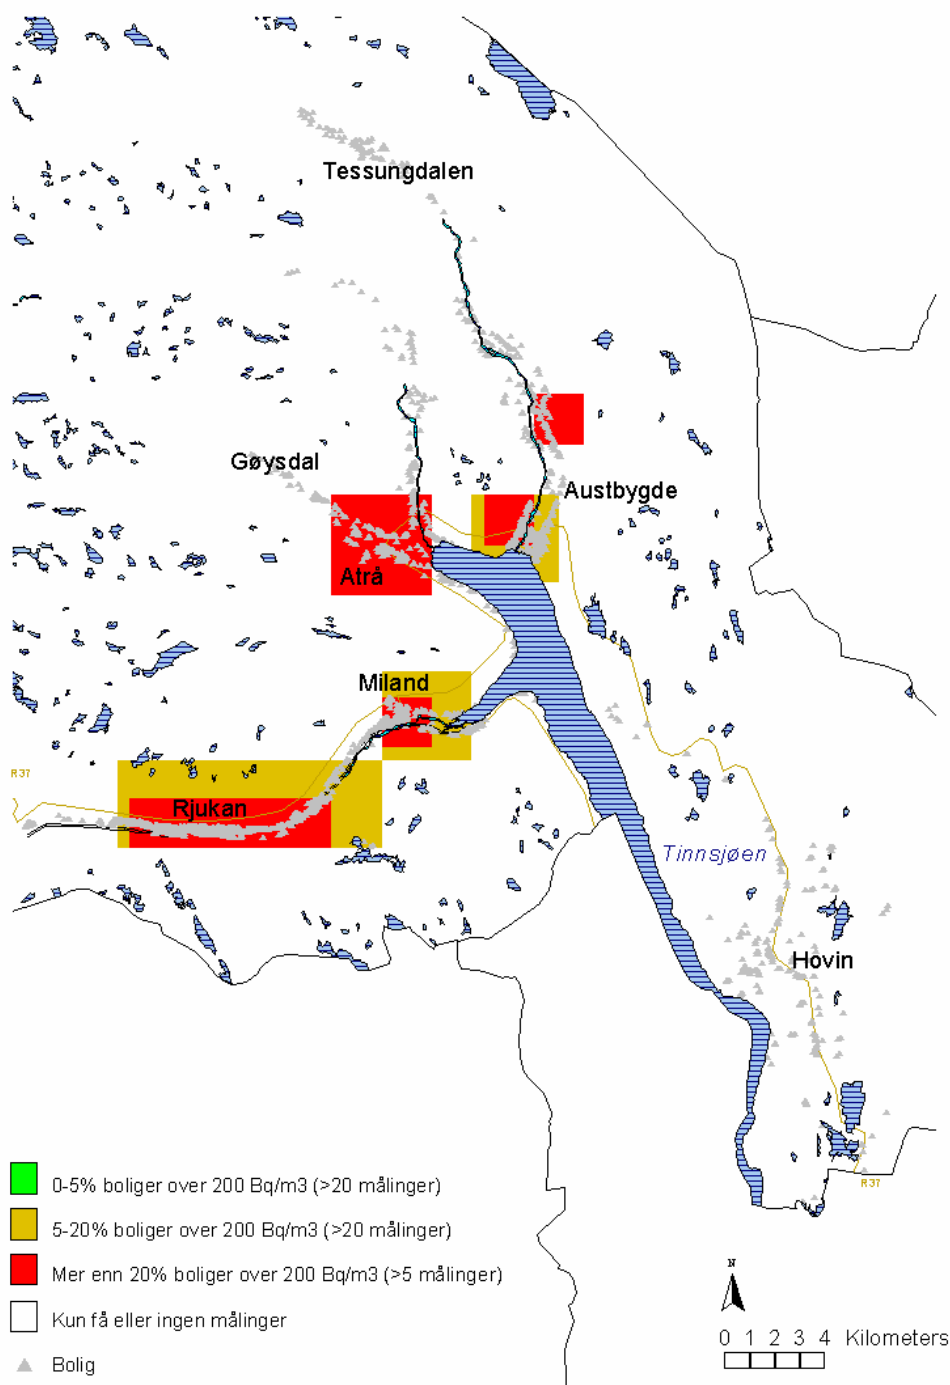 Tessungdalen
Gøysdal
Austbygde
Atrå
Miland
R37
Rjukan
Tinnsjøen
Hovin
R37
0-5% boliger over 200 Bq/m3 (>20 målinger)
5-20% boliger over 200 Bq/m3 (>20 målinger)
Mer enn 20% boliger over 200 Bq/m3 (>5 målinger)
Kun få eller ingen målinger
Bolig
N
0 1 2 3 4 Kilometers